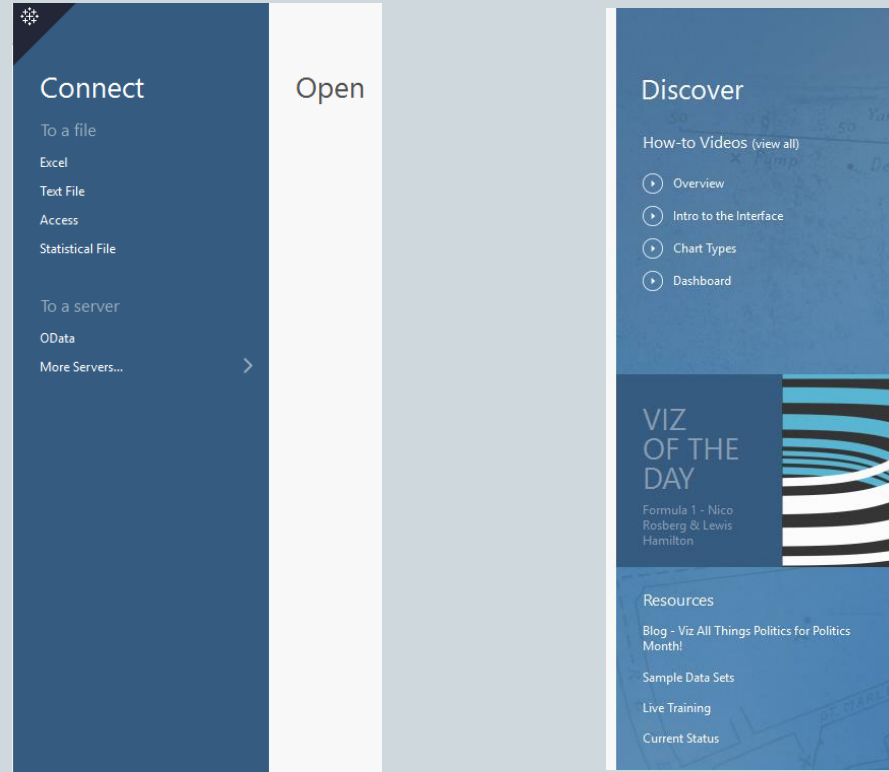 Connect
To a file
Excel
Text File
Access
Statistical File
To a server
OData
More Servers...
Open
Discover
How-to Videos (view all)
Overview
Intro to the Interface
Chart Types
Dashboard
VIZ
OF THE
DAY
Formula 1 - Nico
Rosberg & Lewis
Hamilton
Resources
Blog - Viz All Things Politics for Politics
Month!
Sample Data Sets
Live Training
Current Status